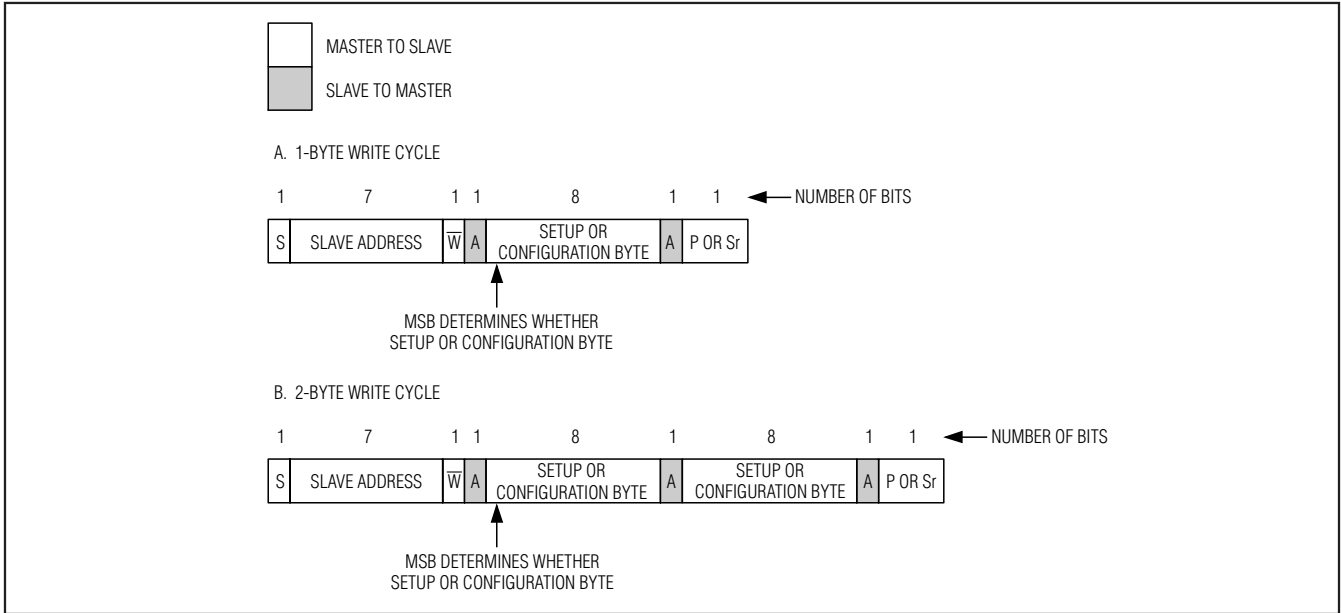 MASTER TO SLAVE
SLAVE TO MASTER
A. 1-BYTE WRITE CYCLE
1 7 1 1 8 1 1 NUMBER OF BITS
S SLAVE ADDRESS W̅ A SETUP OR CONFIGURATION BYTE A P OR Sr
MSB DETERMINES WHETHER
SETUP OR CONFIGURATION BYTE
B. 2-BYTE WRITE CYCLE
1 7 1 1 8 1 8 1 1 NUMBER OF BITS
S SLAVE ADDRESS W̅ A SETUP OR CONFIGURATION BYTE A SETUP OR CONFIGURATION BYTE A P OR Sr
MSB DETERMINES WHETHER
SETUP OR CONFIGURATION BYTE